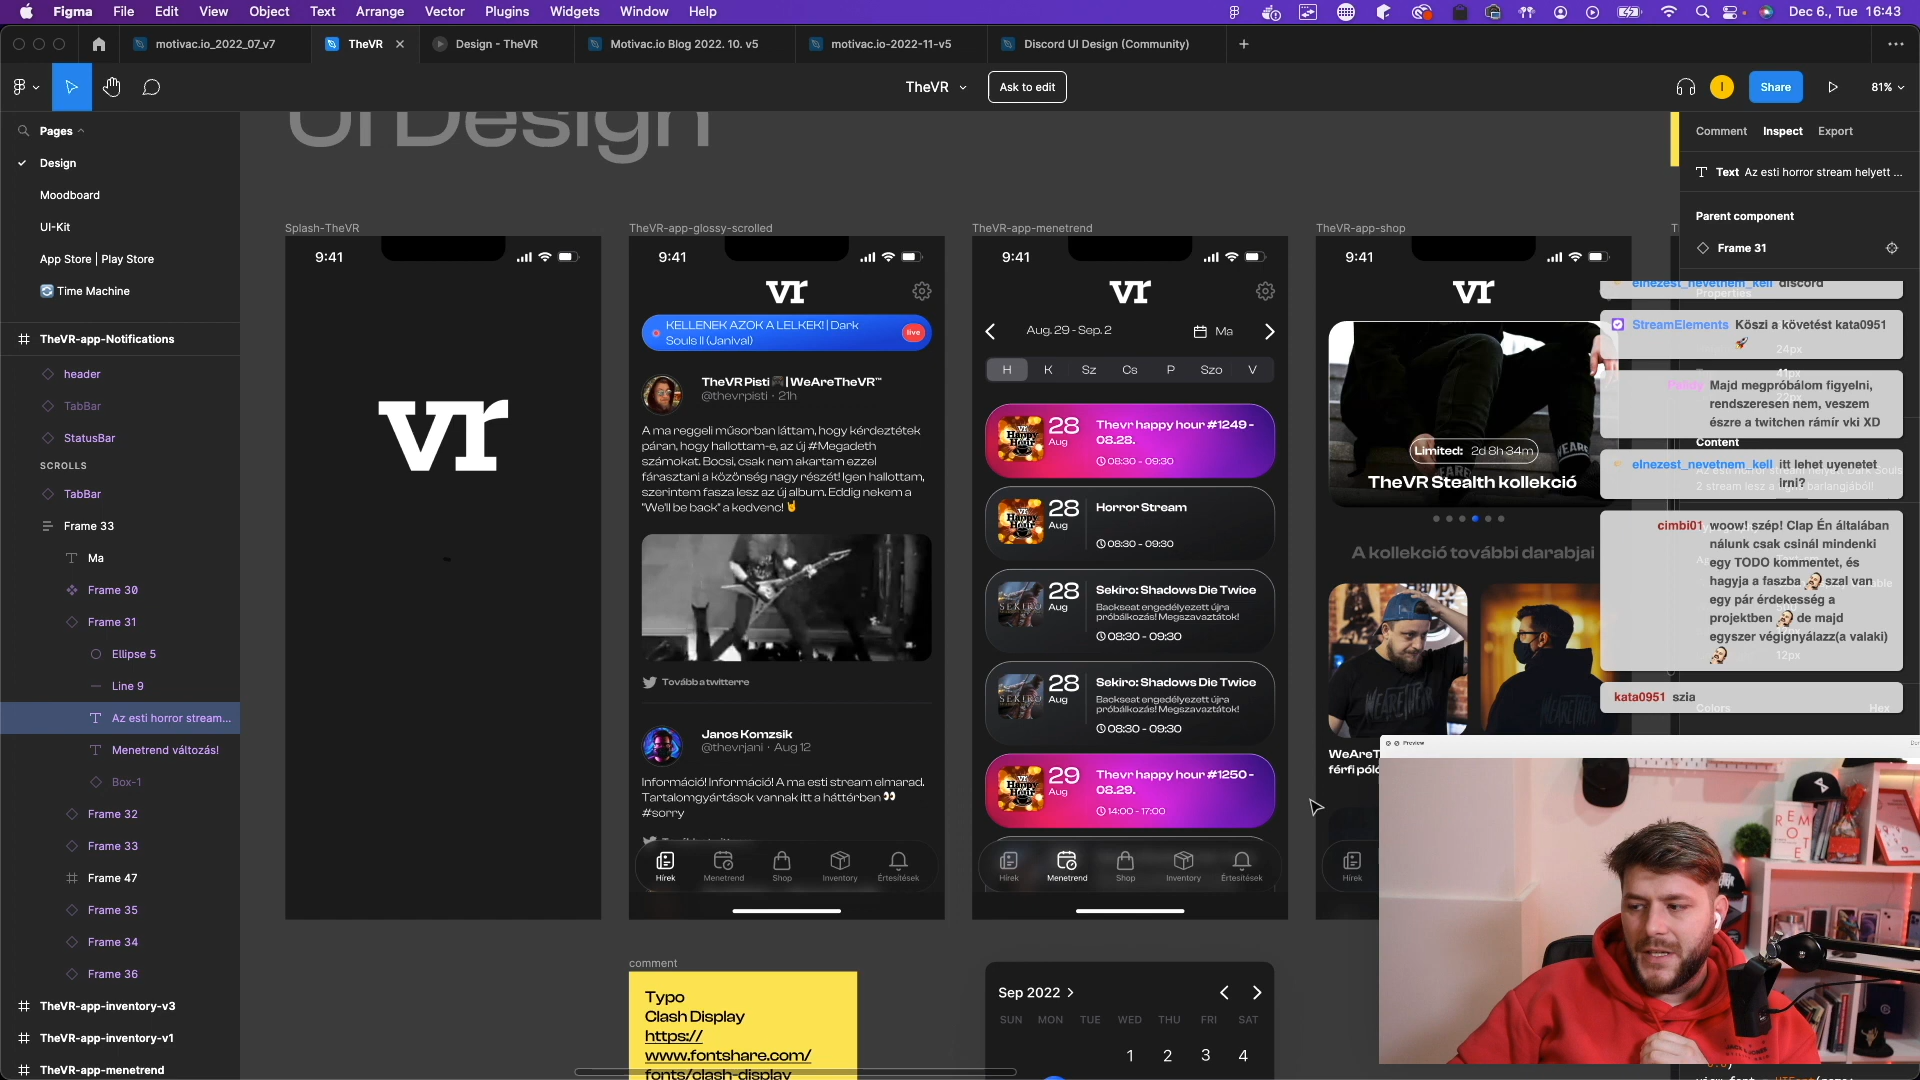 Figma File Edit View Object Text Arrange Vector Plugins Widgets Window Help
Dec 6., Tue 16:43
motivac.io_2022_07_v7
TheVR
Design - TheVR
Motivac.io Blog 2022. 10. v5
motivac.io-2022-11-v5
Discord UI Design (Community)
TheVR
Ask to edit
I
Share
81%
Pages
Design
Moodboard
UI-Kit
App Store | Play Store
Time Machine
TheVR-app-Notifications
header
TabBar
StatusBar
SCROLLS
TabBar
Frame 33
Ma
Frame 30
Frame 31
Ellipse 5
Line 9
Az esti horror stream...
Menetrend változás!
Box-1
Frame 32
Frame 33
Frame 47
Frame 35
Frame 34
Frame 36
TheVR-app-inventory-v3
TheVR-app-inventory-v1
TheVR-app-menetrend
UI Design
Splash-TheVR
9:41
vr
TheVR-app-glossy-scrolled
9:41
vr
KELLENEK AZOK A LELKEK! | Dark
Souls II (Janival)
live
TheVR Pisti | WeAreTheVR™
@thevrpisti · 21h
A ma reggeli műsorban láttam, hogy kérdeztétek
páran, hogy hallottam-e, az új #Megadeth
számokat. Bocsi, csak nem akartam ezzel
fárasztani a közönség nagy részét! Igen hallottam,
szerintem fasza lesz az új album. Eddig nekem a
"We'll be back" a kedvenc!
Tovább a twitterre
Janos Komzsik
@thevrjani · Aug 12
Információ! Információ! A ma esti stream elmarad.
Tartalomgyártások vannak itt a háttérben
#sorry
Hírek
Menetrend
Shop
Inventory
Értesítések
TheVR-app-menetrend
9:41
vr
Aug. 29 - Sep. 2
Ma
H K Sz Cs P Szo V
28
Aug
Thevr happy hour #1249 -
08.28.
08:30 - 09:30
28
Aug
Horror Stream
08:30 - 09:30
28
Aug
Sekiro: Shadows Die Twice
Backseat engedélyezett újra
próbálkozás! Megszavaztátok!
08:30 - 09:30
28
Aug
Sekiro: Shadows Die Twice
Backseat engedélyezett újra
próbálkozás! Megszavaztátok!
08:30 - 09:30
29
Aug
Thevr happy hour #1250 -
08.29.
14:00 - 17:00
Hírek
Menetrend
Shop
Inventory
Értesítések
TheVR-app-shop
9:41
vr
Limited: 2d 8h 34m
TheVR Stealth kollekció
A kollekció további darabjai
WeAreT
férfi póló
Hírek
comment
Typo
Clash Display
https://
www.fontshare.com/
fonts/clash-display
Sep 2022
SUN MON TUE WED THU FRI SAT
1 2 3 4
Comment Inspect Export
Text Az esti horror stream helyett ...
Parent component
Frame 31
Properties
elnezest_nevetnem_kell discord
StreamElements Köszi a követést kata0951
24px
Majd megpróbálom figyelni,
rendszeresen nem, veszem
észre a twitchen rámír vki XD
Content
elnezest_nevetnem_kell itt lehet uyenetet
irni?
cimbi01 woow! szép! Clap Én általában
nálunk csak csinál mindenki
egy TODO kommentet, és
hagyja a faszba szal van
egy pár érdekesség a
projektben de majd
egyszer végignyálazz(a valaki)
12px
kata0951 szia
Colors
Hex
Preview
REMOTE